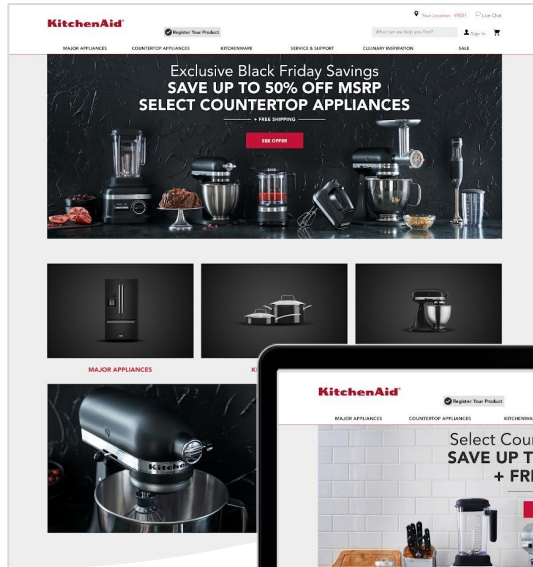 Your Location: 49001 Live Chat
KitchenAid
Register Your Product
What can we help you find?
Sign In
MAJOR APPLIANCES COUNTERTOP APPLIANCES KITCHENWARE SERVICE & SUPPORT CULINARY INSPIRATION SALE
Exclusive Black Friday Savings
SAVE UP TO 50% OFF MSRP
SELECT COUNTERTOP APPLIANCES
+ FREE SHIPPING
SEE OFFER
MAJOR APPLIANCES
KitchenAid
Register Your Product
MAJOR APPLIANCES COUNTERTOP APPLIANCES
Select
SAVE UP
+